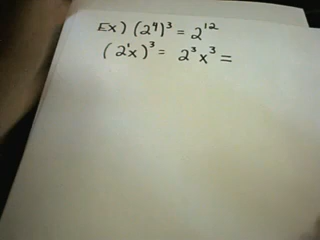 Ex) (2⁴)³ = 2¹²
(2¹x)³ = 2³x³ =